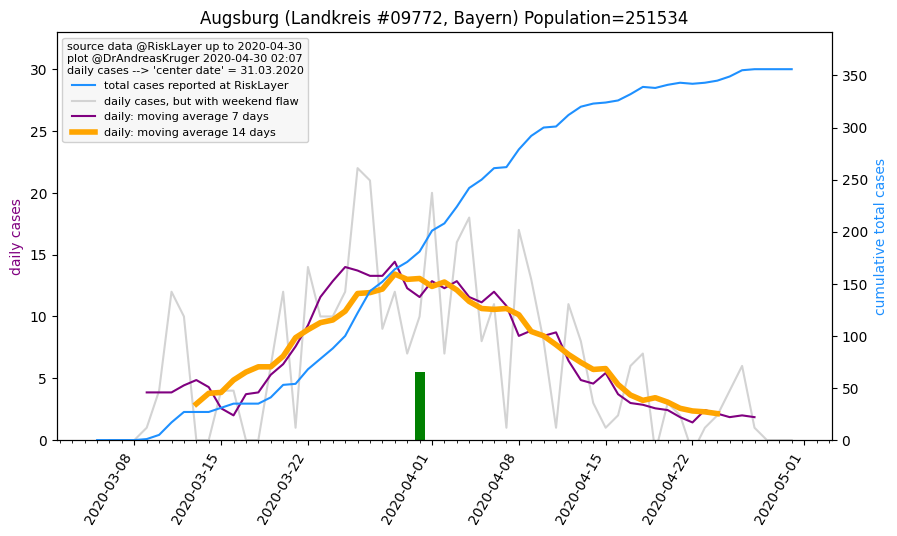 Augsburg (Landkreis #09772, Bayern) Population=251534
source data @RiskLayer up to 2020-04-30
plot @DrAndreasKruger 2020-04-30 02:07
daily cases --> 'center date' = 31.03.2020
total cases reported at RiskLayer
daily cases, but with weekend flaw
daily: moving average 7 days
daily: moving average 14 days
daily cases
30
25
20
15
10
5
0
350
300
250
200
150
100
50
0
cumulative total cases
2020-03-08
2020-03-15
2020-03-22
2020-04-01
2020-04-08
2020-04-15
2020-04-22
2020-05-01